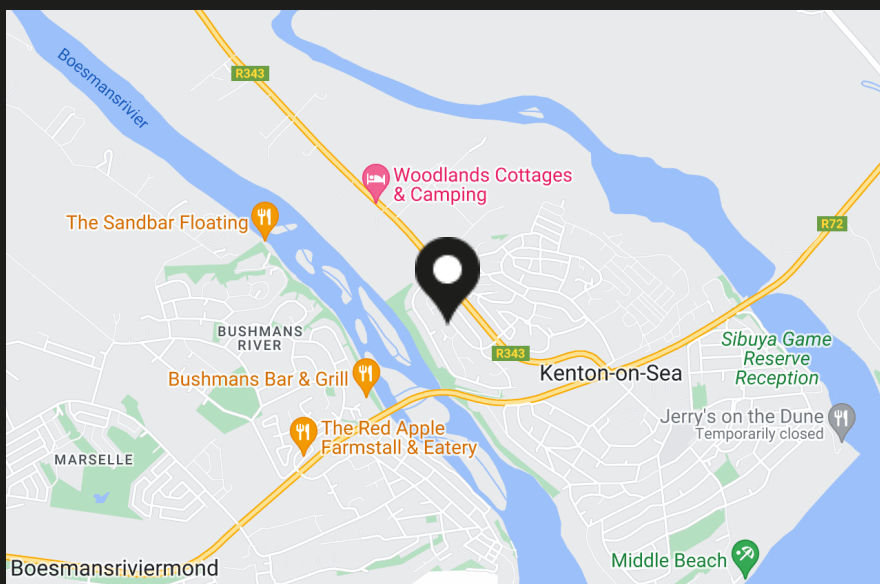 Boesmansrivier
R343
Woodlands Cottages
& Camping
The Sandbar Floating
R72
BUSHMANS
RIVER
R343
Sibuya Game
Reserve
Reception
Kenton-on-Sea
Bushmans Bar & Grill
Jerry's on the Dune
Temporarily closed
The Red Apple
Farmstall & Eatery
MARSELLE
Middle Beach
Boesmansriviermond